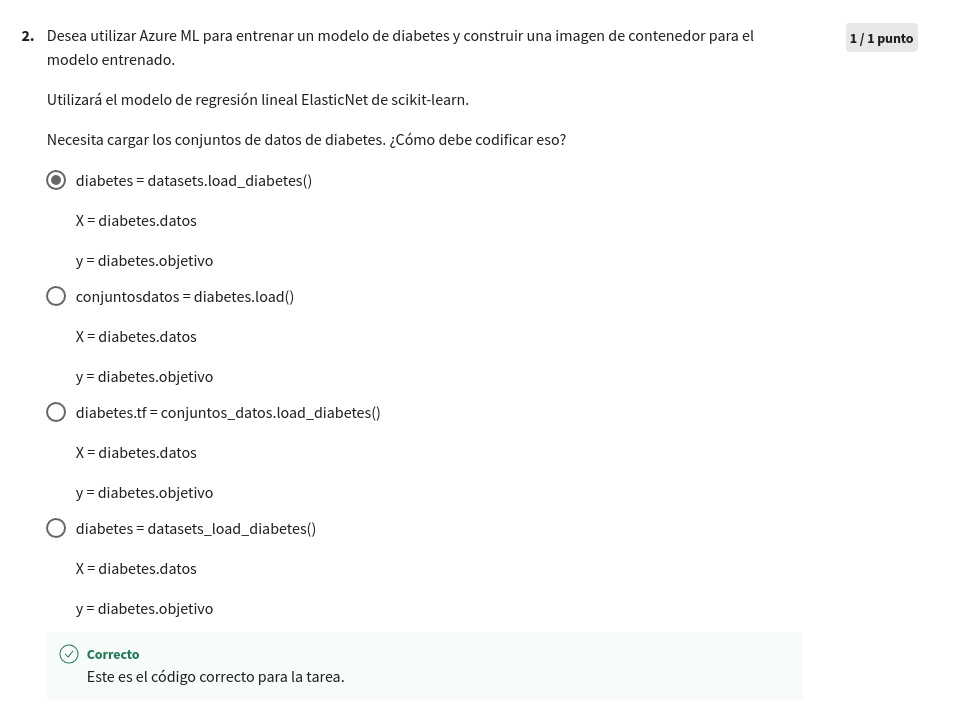 2. Desea utilizar Azure ML para entrenar un modelo de diabetes y construir una imagen de contenedor para el
modelo entrenado.
1 / 1 punto
Utilizará el modelo de regresión lineal ElasticNet de scikit-learn.
Necesita cargar los conjuntos de datos de diabetes. ¿Cómo debe codificar eso?
diabetes = datasets.load_diabetes()
X = diabetes.datos
y = diabetes.objetivo
conjuntosdatos = diabetes.load()
X = diabetes.datos
y = diabetes.objetivo
diabetes.tf = conjuntos_datos.load_diabetes()
X = diabetes.datos
y = diabetes.objetivo
diabetes = datasets_load_diabetes()
X = diabetes.datos
y = diabetes.objetivo
Correcto
Este es el código correcto para la tarea.